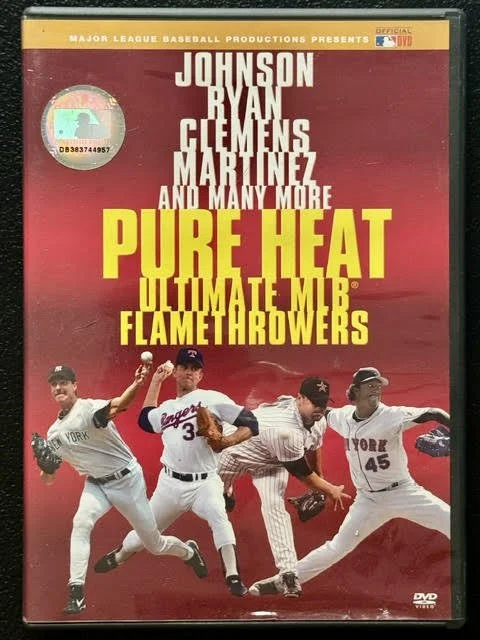 MAJOR LEAGUE BASEBALL PRODUCTIONS PRESENTS
OFFICIAL
DVD
DB383744957
JOHNSON
RYAN
CLEMENS
MARTINEZ
AND MANY MORE
PURE HEAT
ULTIMATE MLB®
FLAMETHROWERS
NEW YORK
T
Rangers
3
YORK
45
DVD
VIDEO